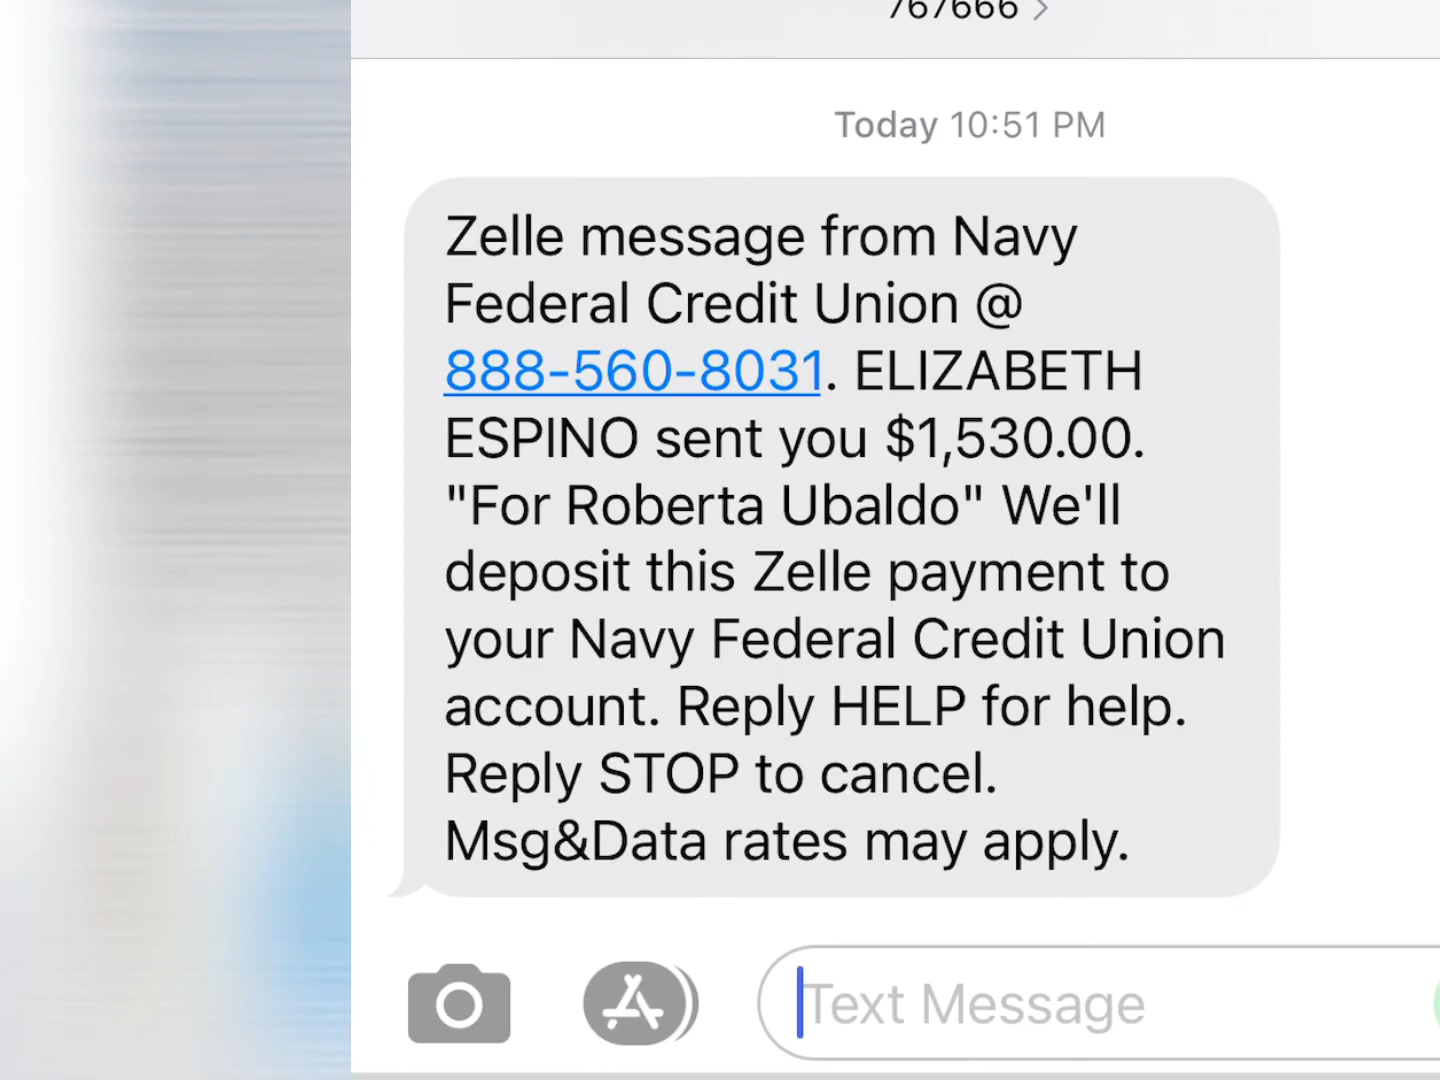 767666 >
Today 10:51 PM
Zelle message from Navy
Federal Credit Union @
888-560-8031. ELIZABETH
ESPINO sent you $1,530.00.
"For Roberta Ubaldo" We'll
deposit this Zelle payment to
your Navy Federal Credit Union
account. Reply HELP for help.
Reply STOP to cancel.
Msg&Data rates may apply.
Text Message